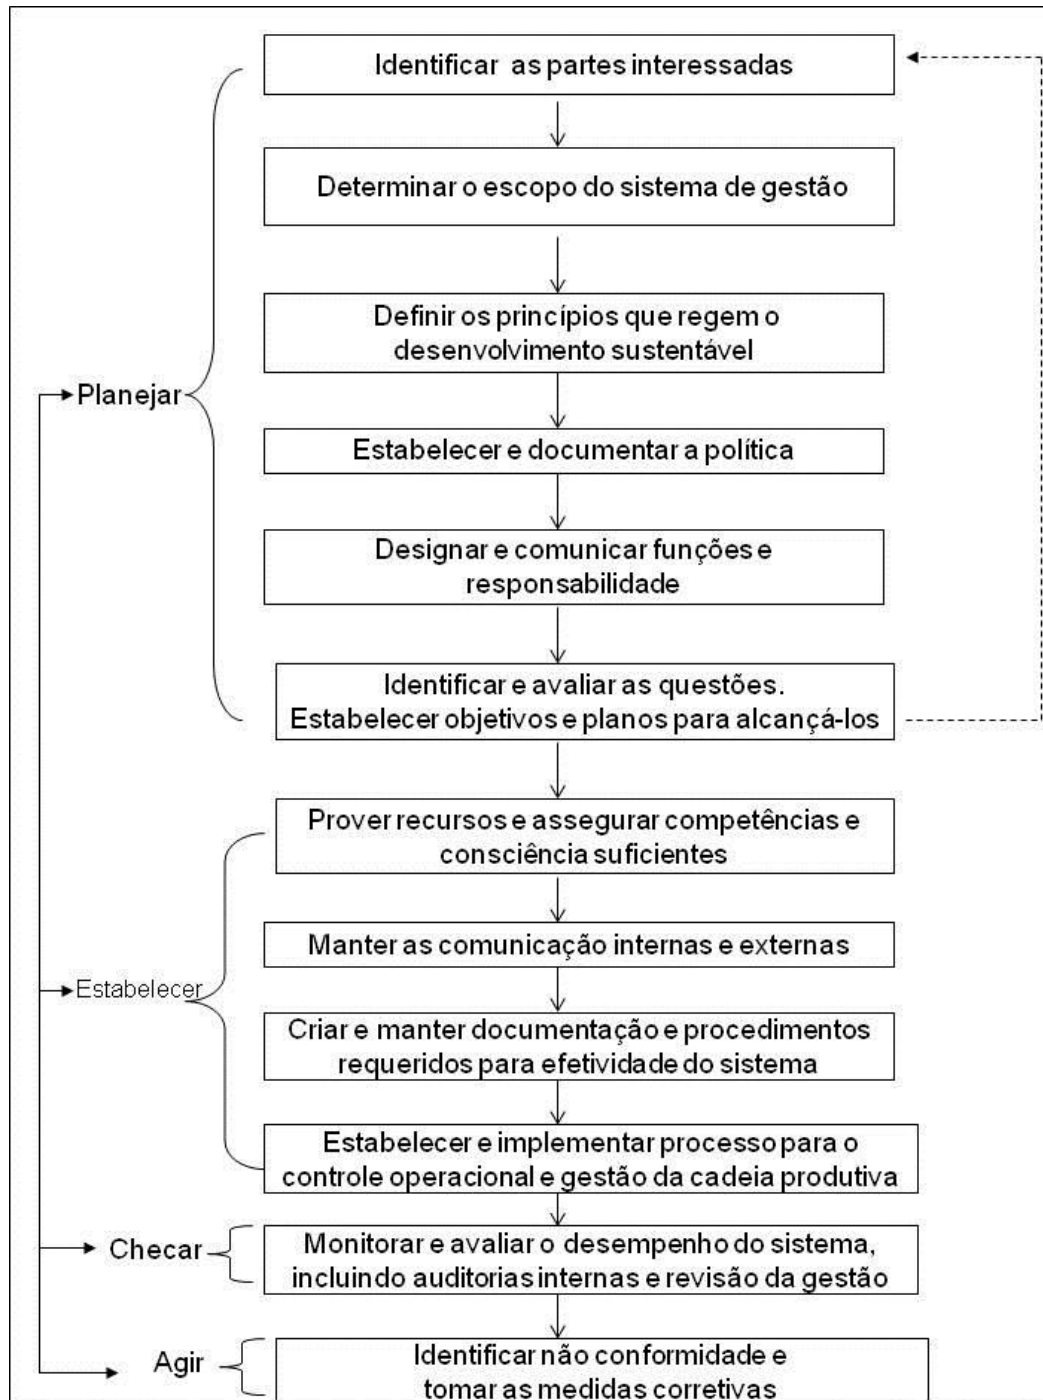 Identificar as partes interessadas
Determinar o escopo do sistema de gestão
Definir os princípios que regem o
desenvolvimento sustentável
Planejar
Estabelecer e documentar a política
Designar e comunicar funções e
responsabilidade
Identificar e avaliar as questões.
Estabelecer objetivos e planos para alcançá-los
Prover recursos e assegurar competências e
consciência suficientes
Manter as comunicação internas e externas
Estabelecer
Criar e manter documentação e procedimentos
requeridos para efetividade do sistema
Estabelecer e implementar processo para o
controle operacional e gestão da cadeia produtiva
Checar
Monitorar e avaliar o desempenho do sistema,
incluindo auditorias internas e revisão da gestão
Agir
Identificar não conformidade e
tomar as medidas corretivas